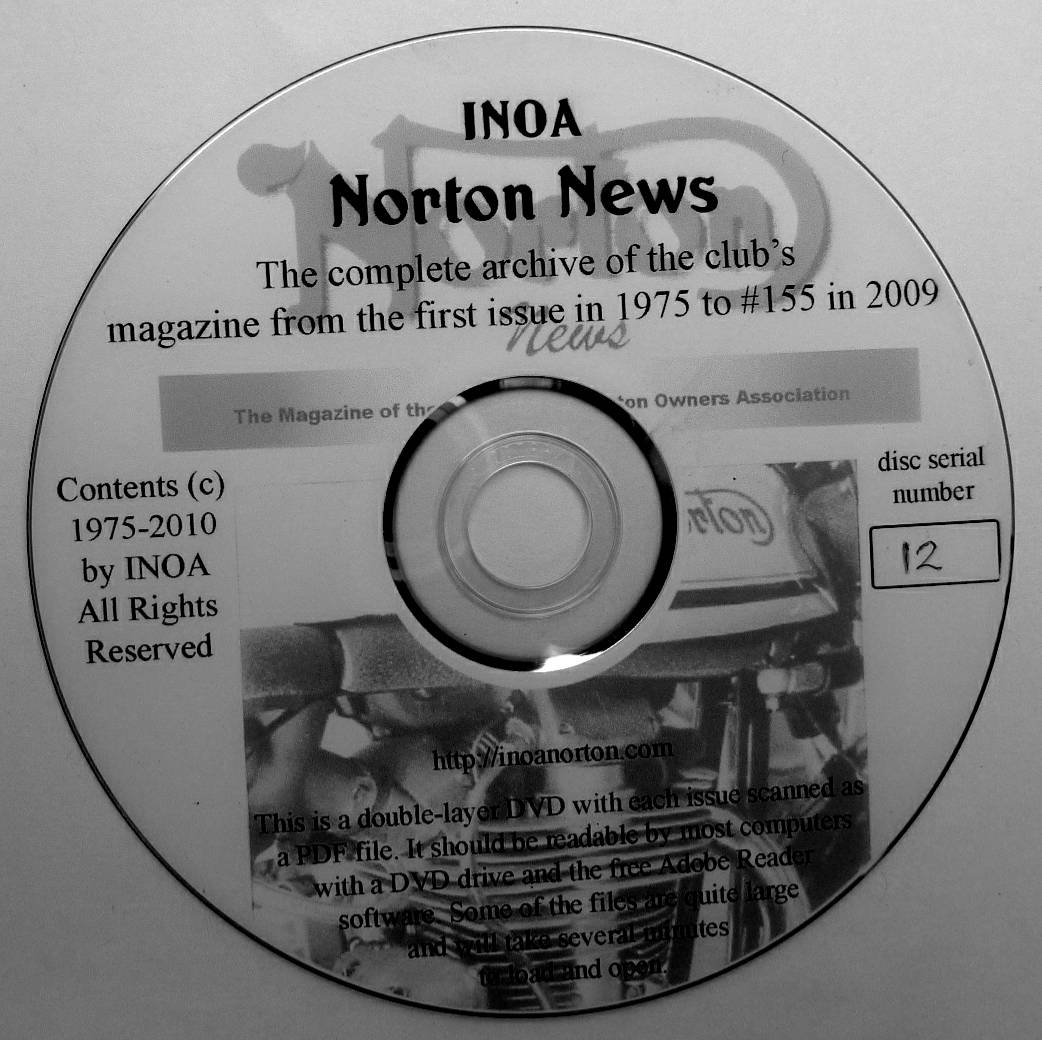 INOA
Norton
Norton News
The complete archive of the club's
magazine from the first issue in 1975 to #155 in 2009
News
The Magazine of the
ton Owners Association
Contents (c)
1975-2010
by INOA
All Rights
Reserved
disc serial
number
12
orton
http://inoanorton.com
This is a double-layer DVD with each issue scanned as
a PDF file. It should be readable by most computers
with a DVD drive and the free Adobe Reader
software. Some of the files are quite large
and will take several minutes
to load and open.